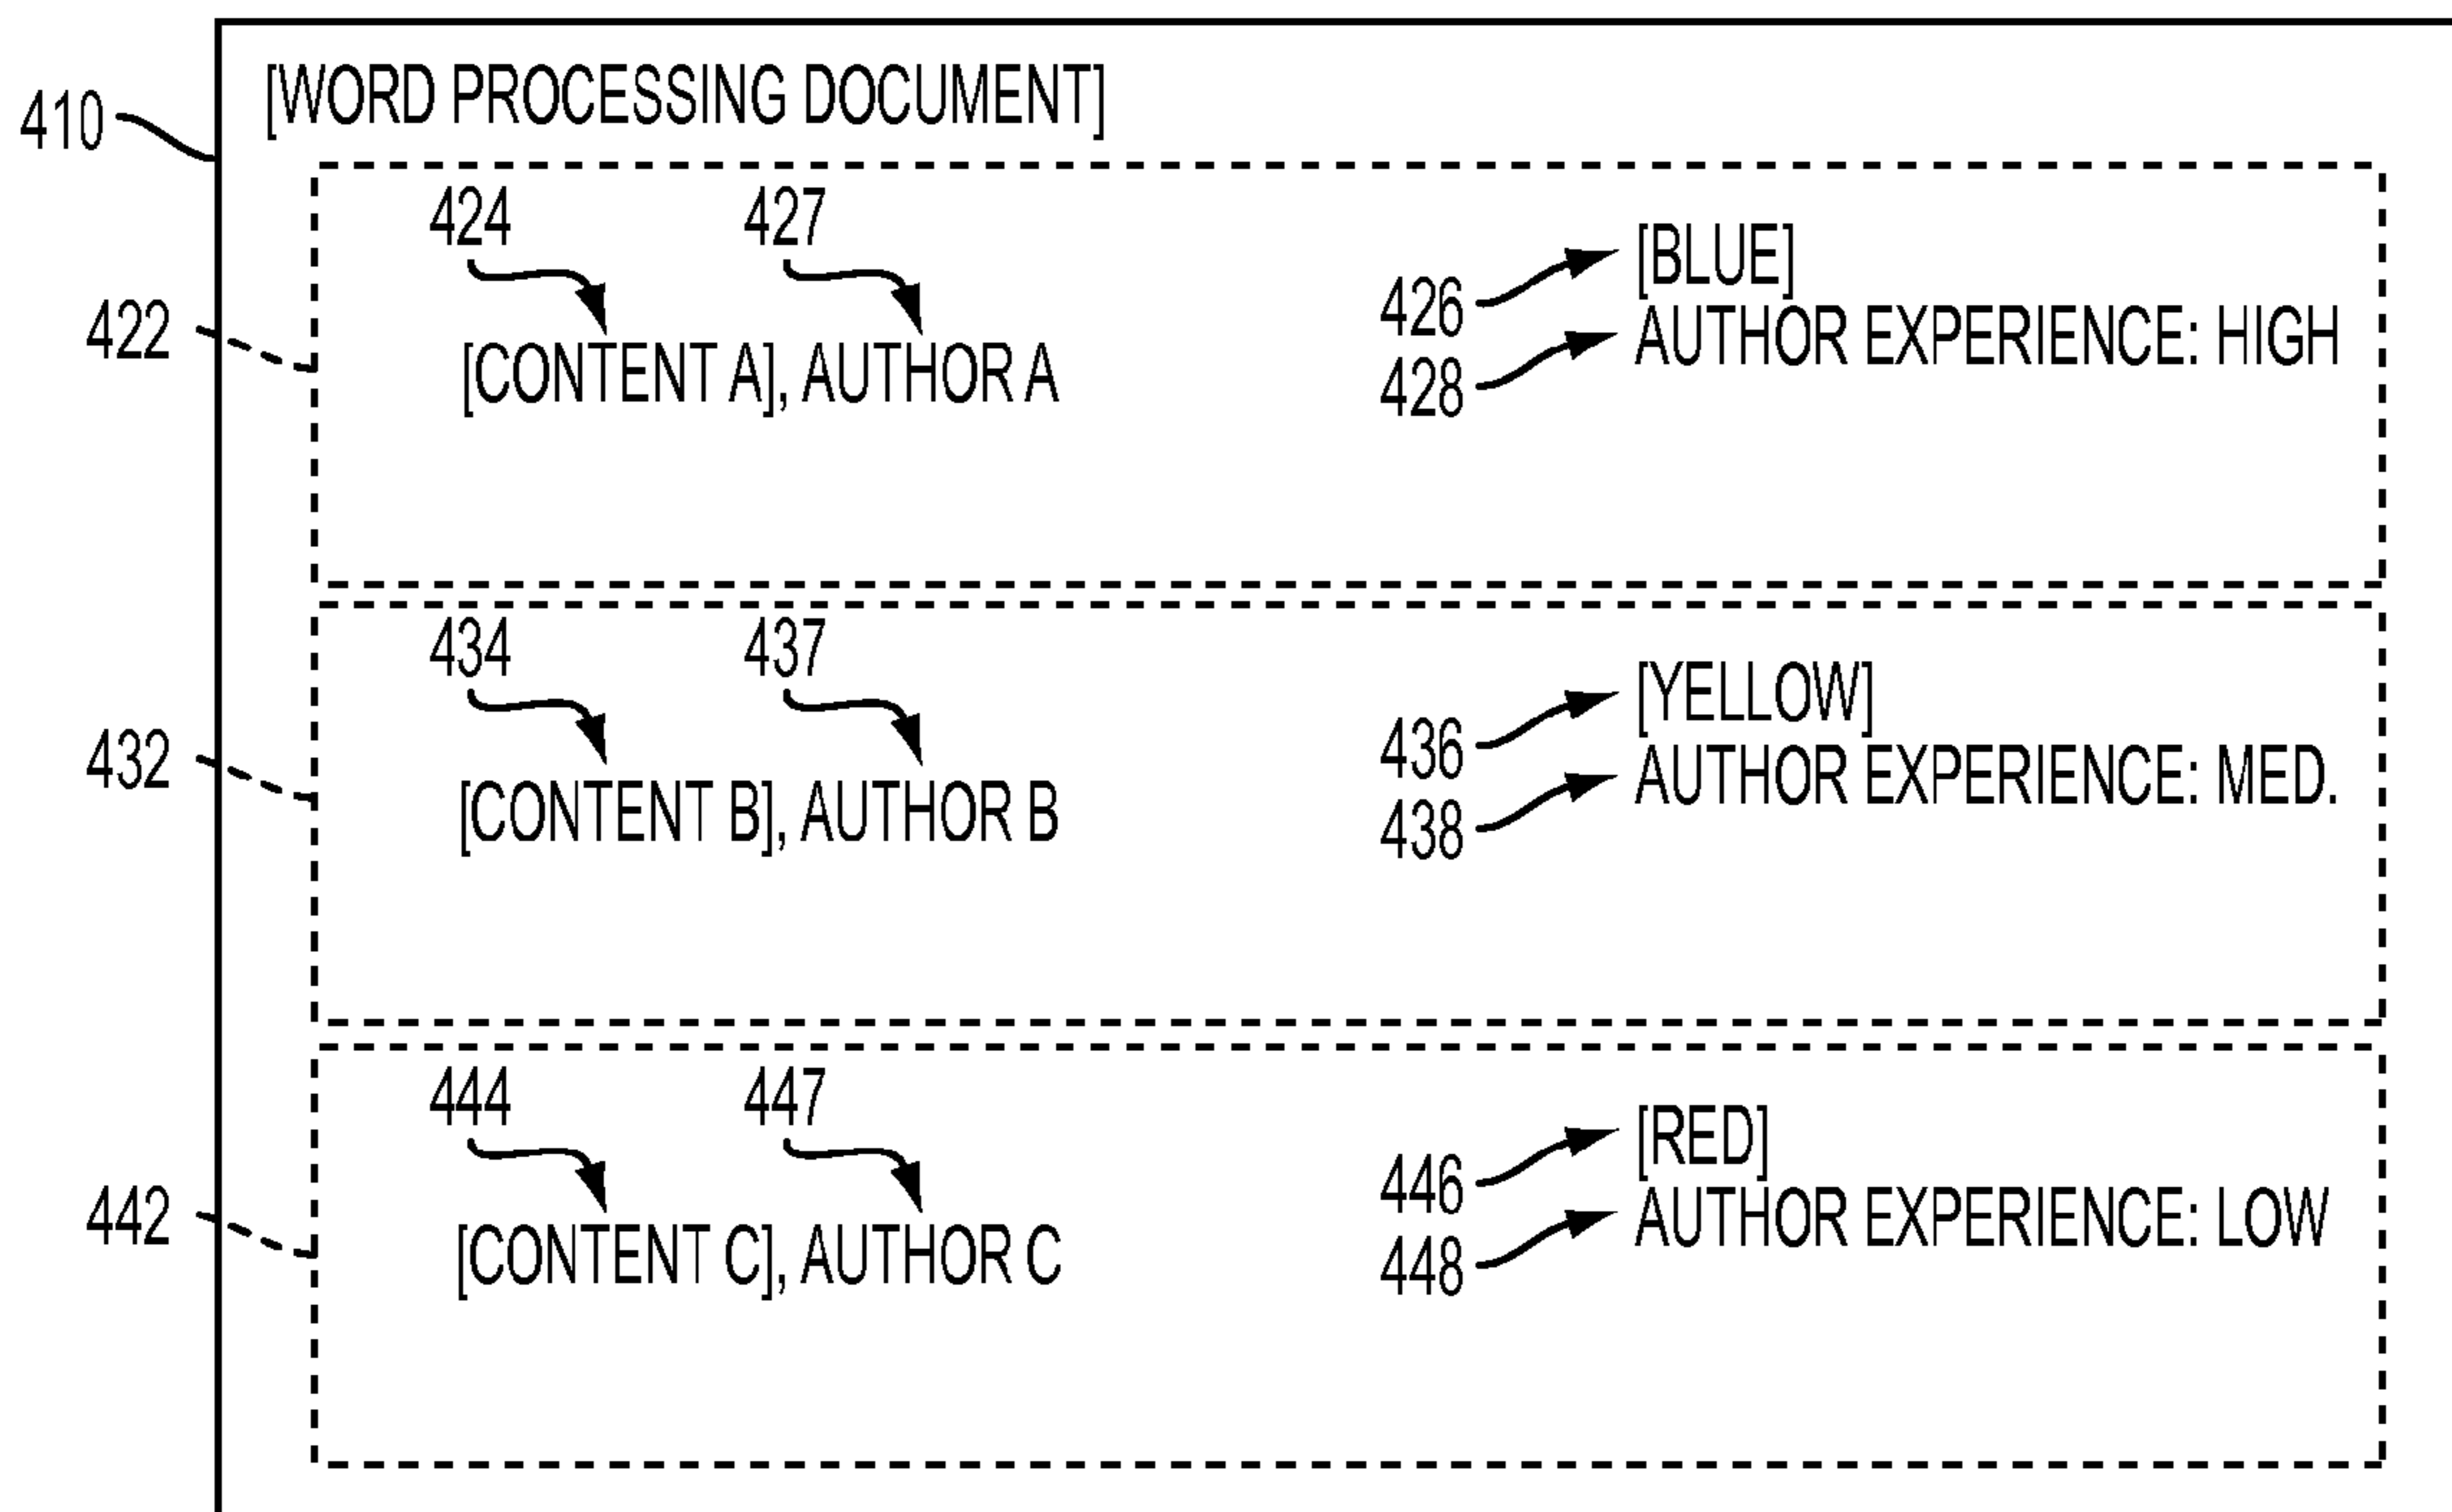 [WORD PROCESSING DOCUMENT]
410
424 427
[BLUE]
426
422
AUTHOR EXPERIENCE: HIGH
428
[CONTENT A], AUTHOR A
434 437
[YELLOW]
436
432
AUTHOR EXPERIENCE: MED.
438
[CONTENT B], AUTHOR B
444 447
[RED]
446
442
AUTHOR EXPERIENCE: LOW
448
[CONTENT C], AUTHOR C